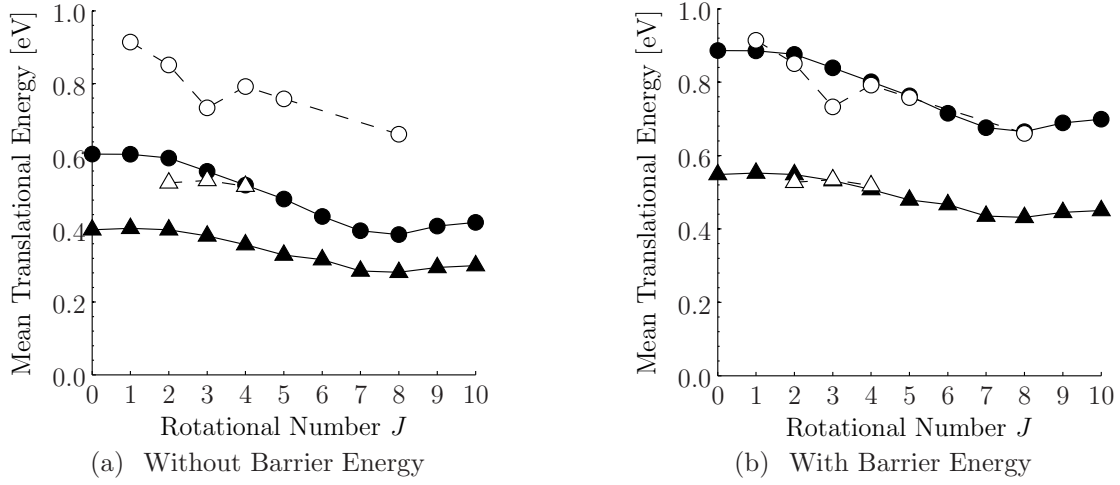 Mean Translational Energy [eV]
1.0
0.8
0.6
0.4
0.2
0.0
0 1 2 3 4 5 6 7 8 9 10
Rotational Number J
(a) Without Barrier Energy
Mean Translational Energy [eV]
1.0
0.8
0.6
0.4
0.2
0.0
0 1 2 3 4 5 6 7 8 9 10
Rotational Number J
(b) With Barrier Energy